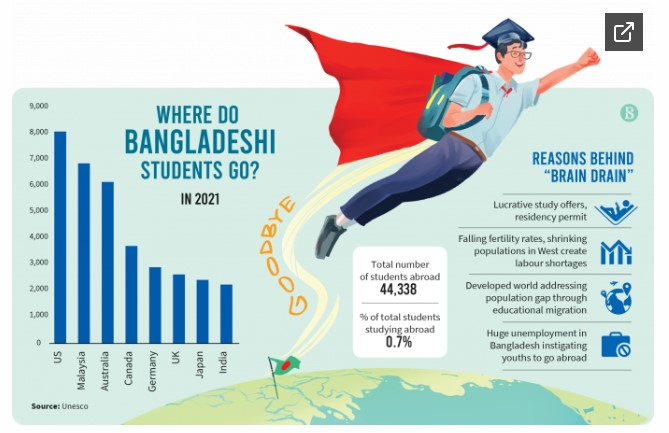 WHERE DO
BANGLADESHI
STUDENTS GO?
IN 2021
9,000
8,000
7,000
6,000
5,000
4,000
3,000
2,000
1,000
0
US
Malaysia
Australia
Canada
Germany
UK
Japan
India
GOODBYE
Total number
of students abroad
44,338
% of total students
studying abroad
0.7%
REASONS BEHIND
“BRAIN DRAIN”
Lucrative study offers,
residency permit
Falling fertility rates, shrinking
populations in West create
labour shortages
Developed world addressing
population gap through
educational migration
Huge unemployment in
Bangladesh instigating
youths to go abroad
Source: Unesco